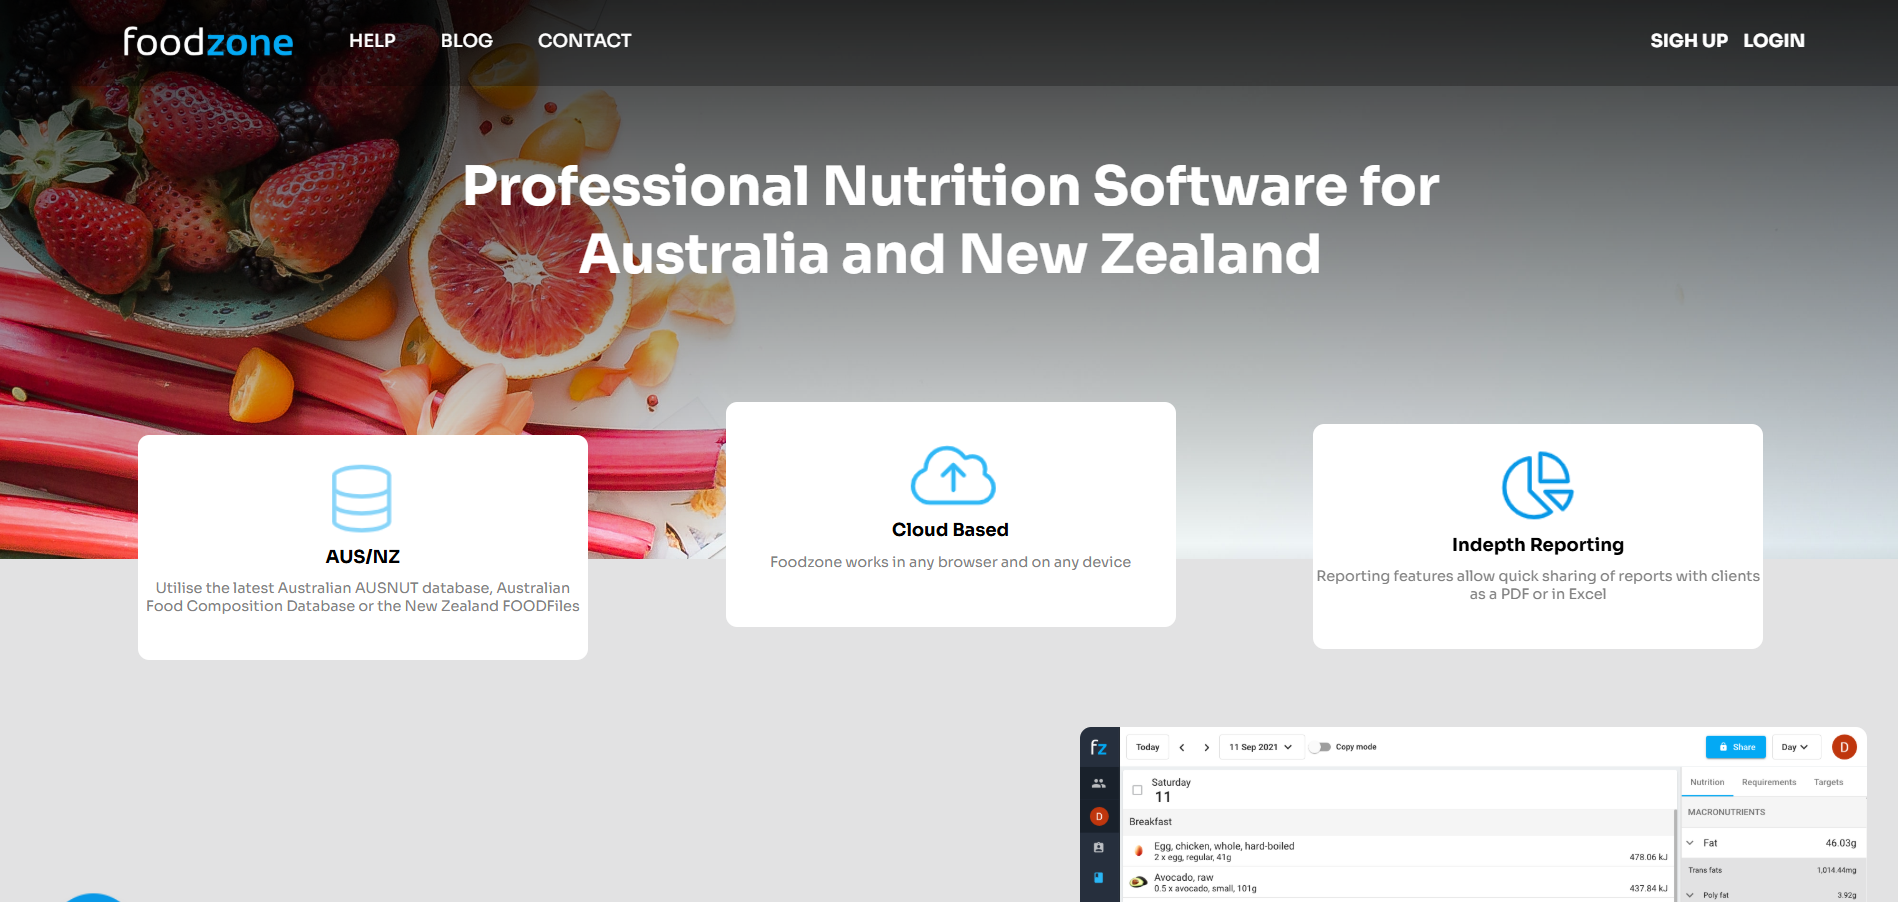 foodzone HELP BLOG CONTACT SIGH UP LOGIN
Professional Nutrition Software for
Australia and New Zealand
AUS/NZ
Utilise the latest Australian AUSNUT database, Australian
Food Composition Database or the New Zealand FOODFiles
Cloud Based
Foodzone works in any browser and on any device
Indepth Reporting
Reporting features allow quick sharing of reports with clients
as a PDF or in Excel
fz Today 11 Sep 2021 Copy mode Share Day D
Saturday
11
Nutrition Requirements Targets
MACRONUTRIENTS
D
Breakfast
Fat 46.03g
Egg, chicken, whole, hard-boiled
2 x egg, regular, 41g 478.06 kJ
Trans fats 1,014.44mg
Avocado, raw
0.5 x avocado, small, 101g 437.84 kJ
Poly fat 3.92g